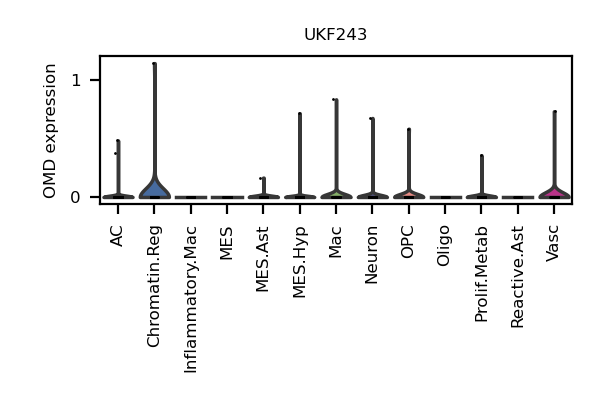 UKF243
OMD expression
1
0
AC
Chromatin.Reg
Inflammatory.Mac
MES
MES.Ast
MES.Hyp
Mac
Neuron
OPC
Oligo
Prolif.Metab
Reactive.Ast
Vasc